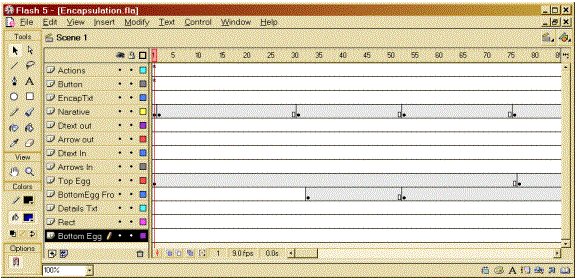 Flash 5 - [Encapsulation.fla]
File Edit View Insert Modify Text Control Window Help
Tools
Scene 1
1 5 10 15 20 25 30 35 40 45 50 55 60 65 70 75 80 85
Actions
Button
EncapTxt
Narative
Dtext out
Arrow out
Dtext In
Arrows In
Top Egg
BottomEgg Fro
Details Txt
Rect
Bottom Egg
View
Colors
Options
1 9.0 fps 0.0s
100%